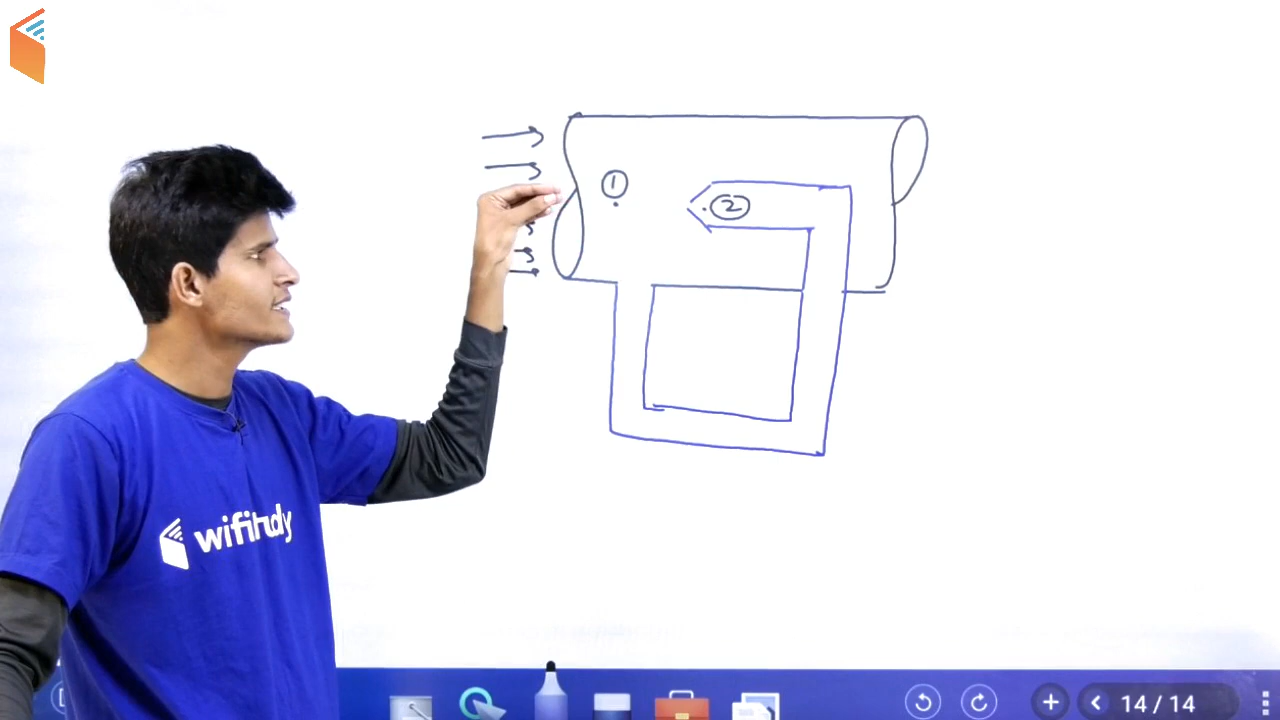 ①
②
wifistudy
14 / 14